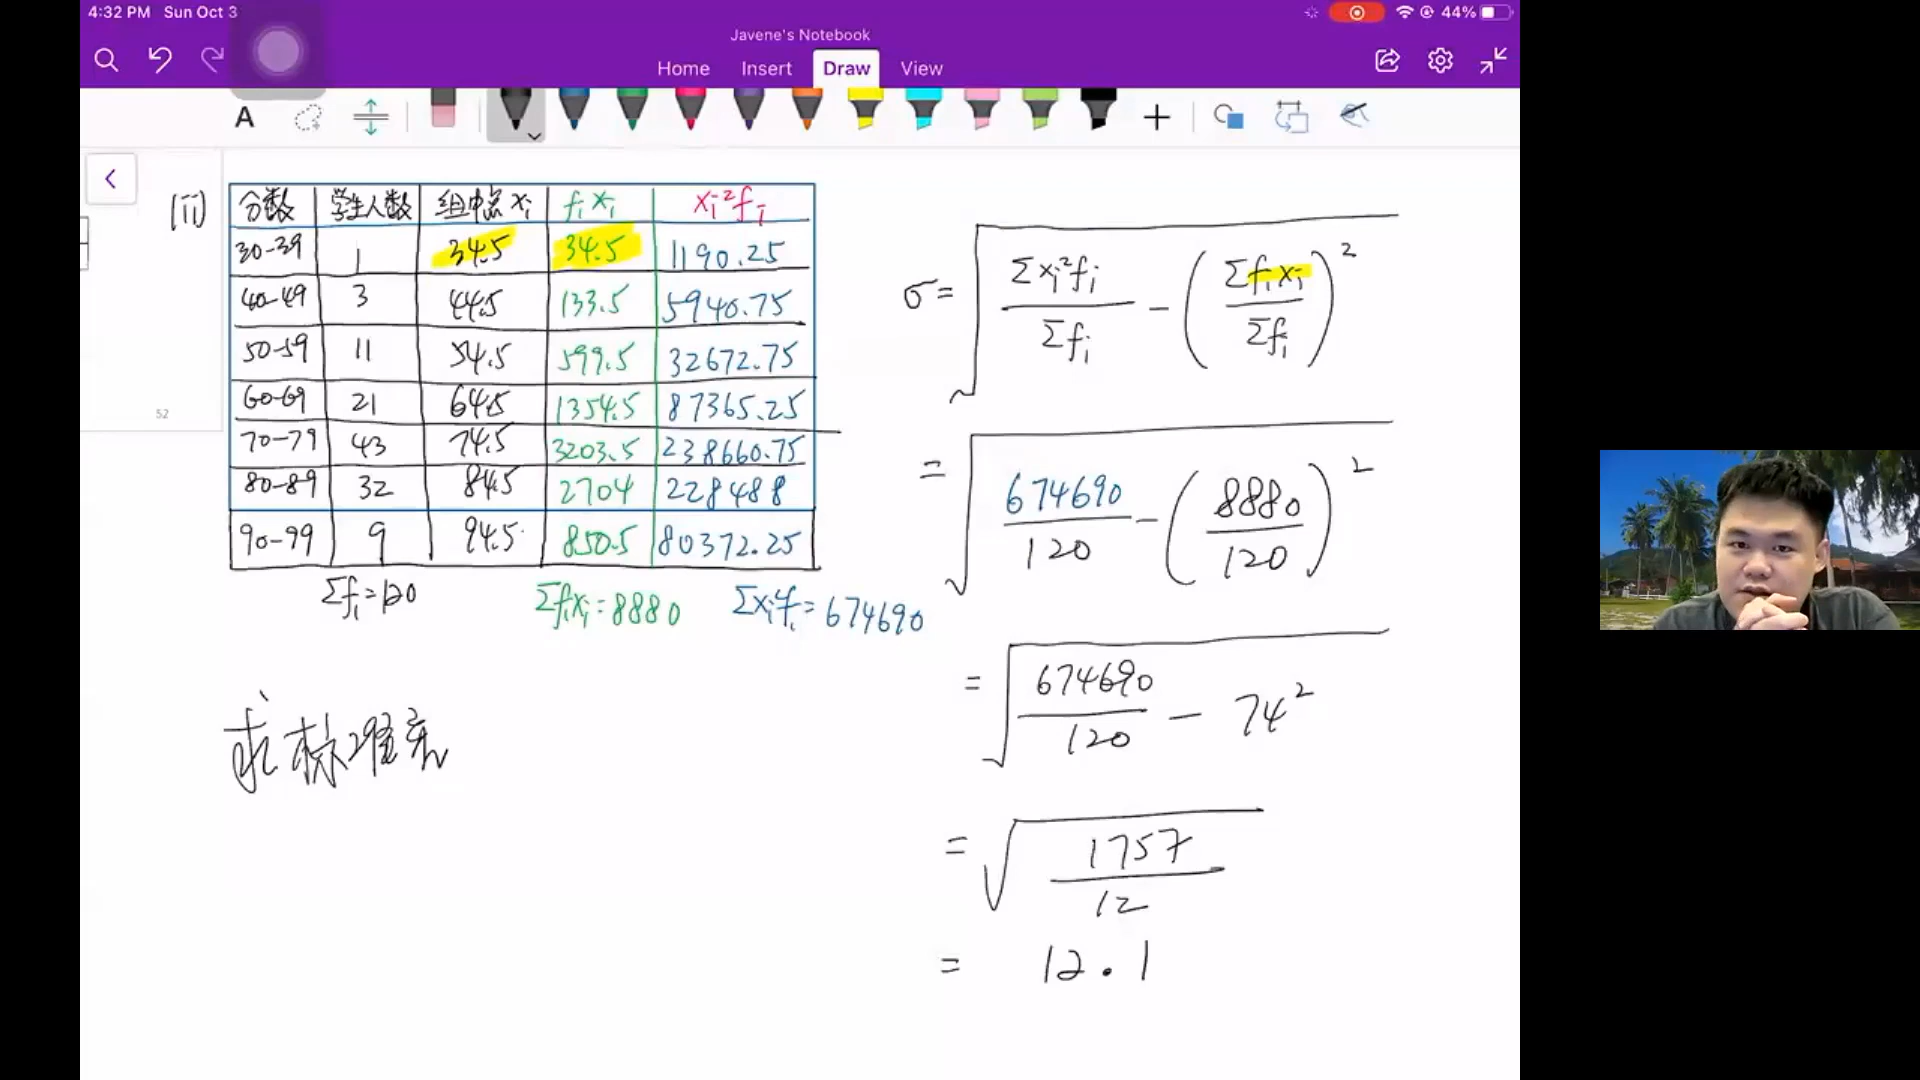 4:32 PM Sun Oct 3
44%
Javene's Notebook
Home Insert Draw View
A
52
(ii)
分数 学生人数 组中点 xᵢ fᵢxᵢ xᵢ²fᵢ
30-39 1 34.5 34.5 1190.25
40-49 3 44.5 133.5 5940.75
50-59 11 54.5 599.5 32672.75
60-69 21 64.5 1354.5 87365.25
70-79 43 74.5 3203.5 238660.75
80-89 32 84.5 2704 228488
90-99 9 94.5 850.5 80372.25
Σfᵢ=120 Σfᵢxᵢ=8880 Σxᵢ²fᵢ=674690
求标准差
σ = √(Σxᵢ²fᵢ/Σfᵢ - (Σfᵢxᵢ/Σfᵢ)²)
= √(674690/120 - (8880/120)²)
= √(674690/120 - 74²)
= √(1757/12)
= 12.1